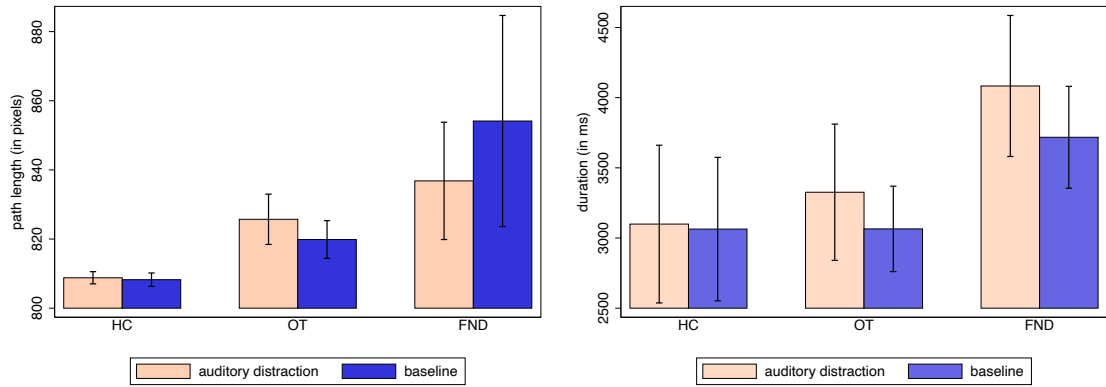 path length (in pixels)
880
860
840
820
800
HC OT FND
auditory distraction baseline
duration (in ms)
4500
4000
3500
3000
2500
HC OT FND
auditory distraction baseline